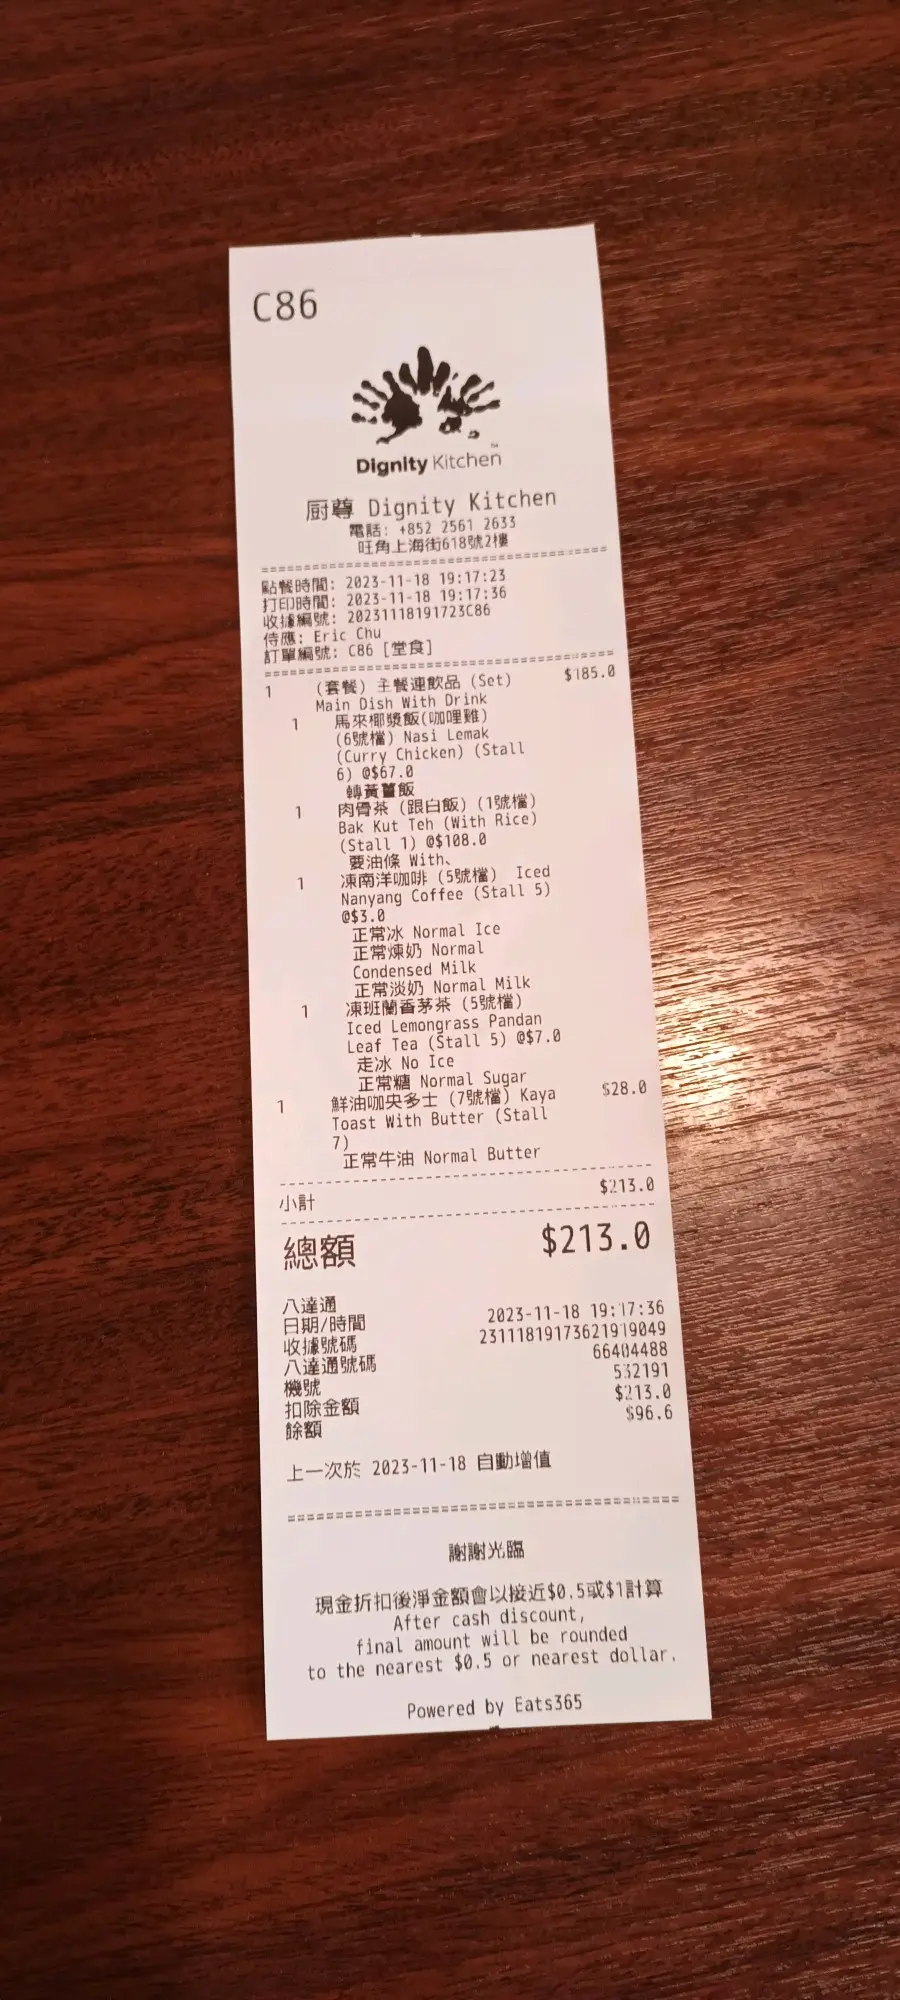 C86
Dignity Kitchen
厨尊 Dignity Kitchen
電話: +852 2561 2633
旺角上海街618號2樓
點餐時間: 2023-11-18 19:17:23
打印時間: 2023-11-18 19:17:36
收據編號: 20231118191723C86
侍應: Eric Chu
訂單編號: C86 [堂食]
1 (套餐) 主餐連飲品 (Set) $185.0
Main Dish With Drink
1 馬來椰漿飯(咖哩雞)
(6號檔) Nasi Lemak
(Curry Chicken) (Stall
6) @$67.0
轉黃薑飯
1 肉骨茶 (跟白飯) (1號檔)
Bak Kut Teh (With Rice)
(Stall 1) @$108.0
要油條 With、
1 凍南洋咖啡 (5號檔) Iced
Nanyang Coffee (Stall 5)
@$3.0
正常冰 Normal Ice
正常煉奶 Normal
Condensed Milk
正常淡奶 Normal Milk
1 凍班蘭香茅茶 (5號檔)
Iced Lemongrass Pandan
Leaf Tea (Stall 5) @$7.0
走冰 No Ice
正常糖 Normal Sugar
1 鮮油咖央多士 (7號檔) Kaya $28.0
Toast With Butter (Stall
7)
正常牛油 Normal Butter
小計 $213.0
總額 $213.0
八達通
日期/時間 2023-11-18 19:17:36
收據號碼 23111819173621919049
八達通號碼 66404488
機號 532191
扣除金額 $213.0
餘額 $96.6
上一次於 2023-11-18 自動增值
謝謝光臨
現金折扣後淨金額會以接近$0.5或$1計算
After cash discount,
final amount will be rounded
to the nearest $0.5 or nearest dollar.
Powered by Eats365